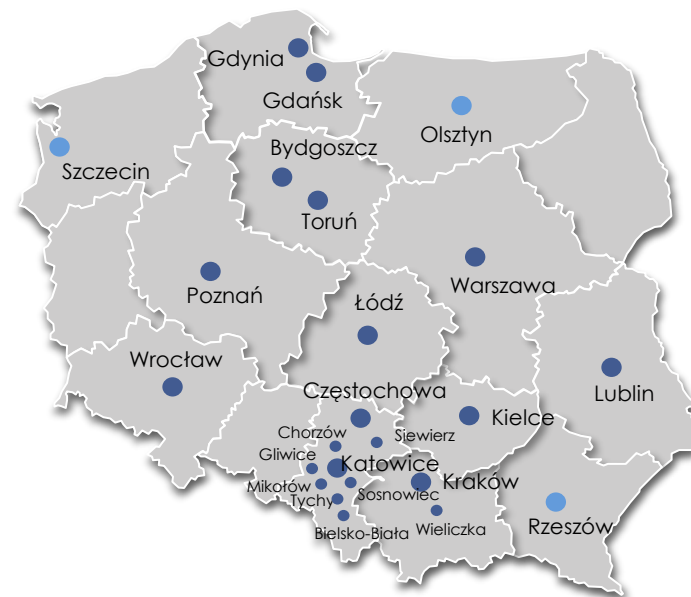 Gdynia
Gdańsk
Olsztyn
Szczecin
Bydgoszcz
Toruń
Poznań
Warszawa
Łódź
Wrocław
Lublin
Częstochowa
Kielce
Chorzów
Siewierz
Gliwice
Katowice
Kraków
Mikołów
Sosnowiec
Tychy
Wieliczka
Rzeszów
Bielsko-Biała